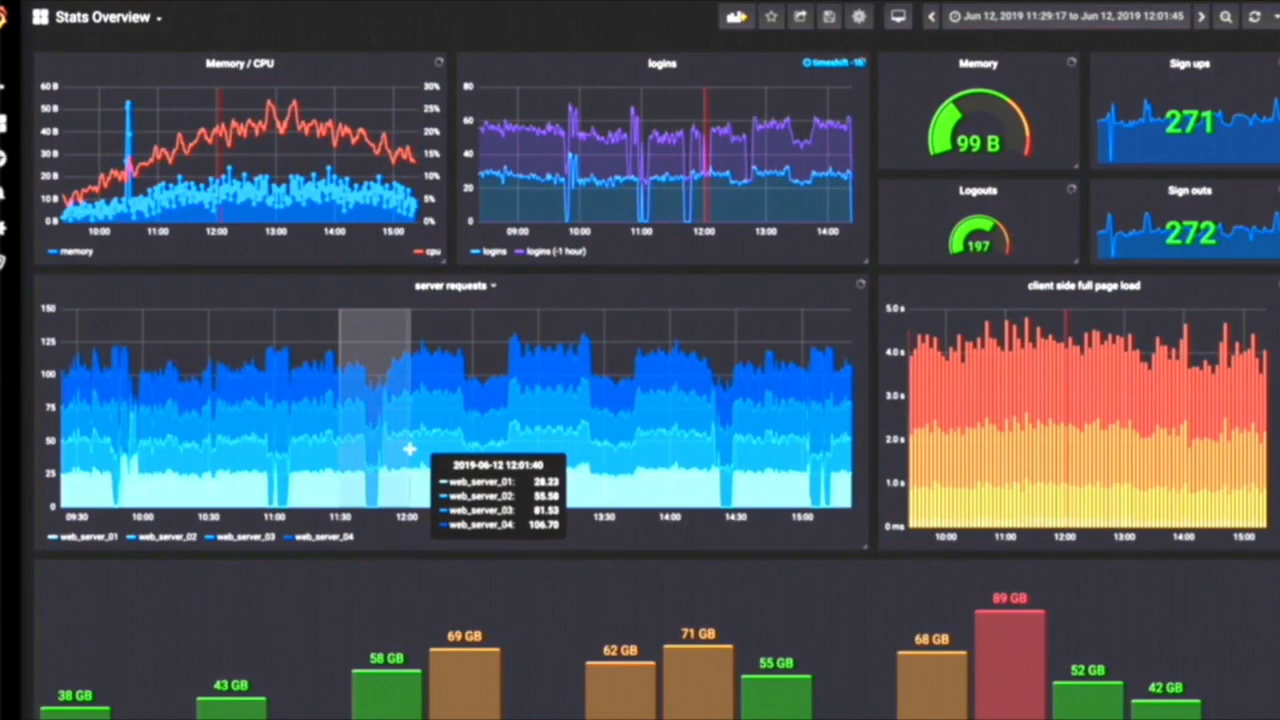 Stats Overview
Jun 12, 2019 11:29:17 to Jun 12, 2019 12:01:45
Memory / CPU
60 B
50 B
40 B
30 B
20 B
10 B
0 B
30%
25%
20%
15%
10%
5%
0%
10:00 11:00 12:00 13:00 14:00 15:00
memory cpu
logins
timeshift -1h
80
60
40
20
0
09:00 10:00 11:00 12:00 13:00 14:00
logins logins (-1 hour)
Memory
99 B
Sign ups
271
Logouts
197
Sign outs
272
server requests
150
125
100
75
50
25
0
09:30 10:00 10:30 11:00 11:30 12:00 13:30 14:00 14:30 15:00
2019-06-12 12:01:40
web_server_01: 28.23
web_server_02: 55.58
web_server_03: 81.53
web_server_04: 106.70
web_server_01 web_server_02 web_server_03 web_server_04
client side full page load
5.0 s
4.0 s
3.0 s
2.0 s
1.0 s
0 ms
10:00 11:00 12:00 13:00 14:00 15:00
38 GB
43 GB
58 GB
69 GB
62 GB
71 GB
55 GB
68 GB
89 GB
52 GB
42 GB